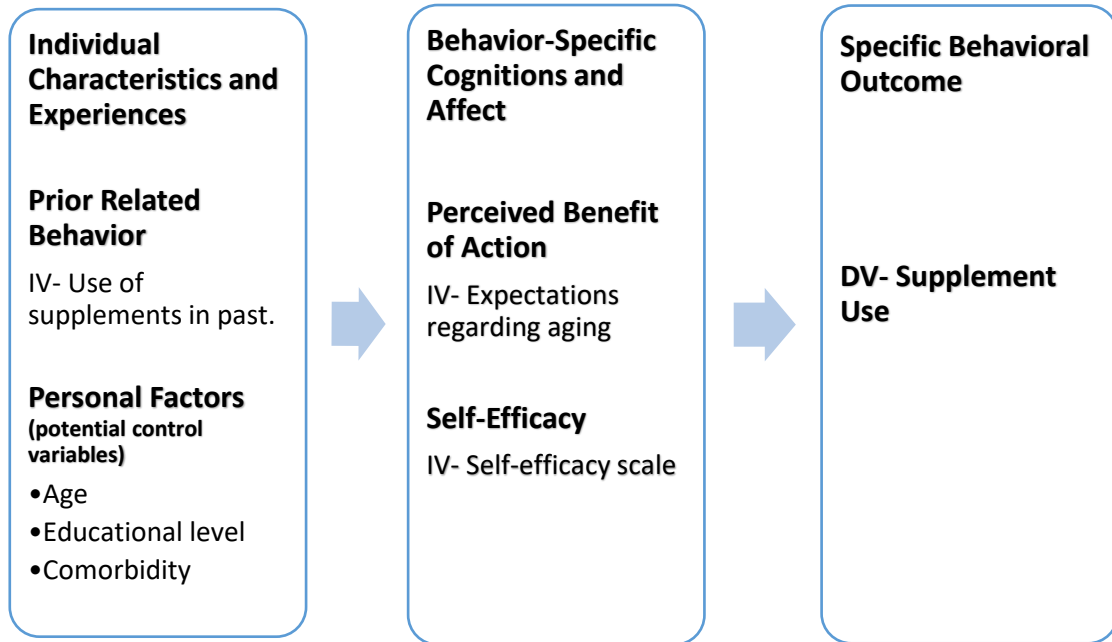 Individual
Characteristics and
Experiences
Prior Related
Behavior
IV- Use of
supplements in past.
Personal Factors
(potential control
variables)
•Age
•Educational level
•Comorbidity
Behavior-Specific
Cognitions and
Affect
Perceived Benefit
of Action
IV- Expectations
regarding aging
Self-Efficacy
IV- Self-efficacy scale
Specific Behavioral
Outcome
DV- Supplement
Use